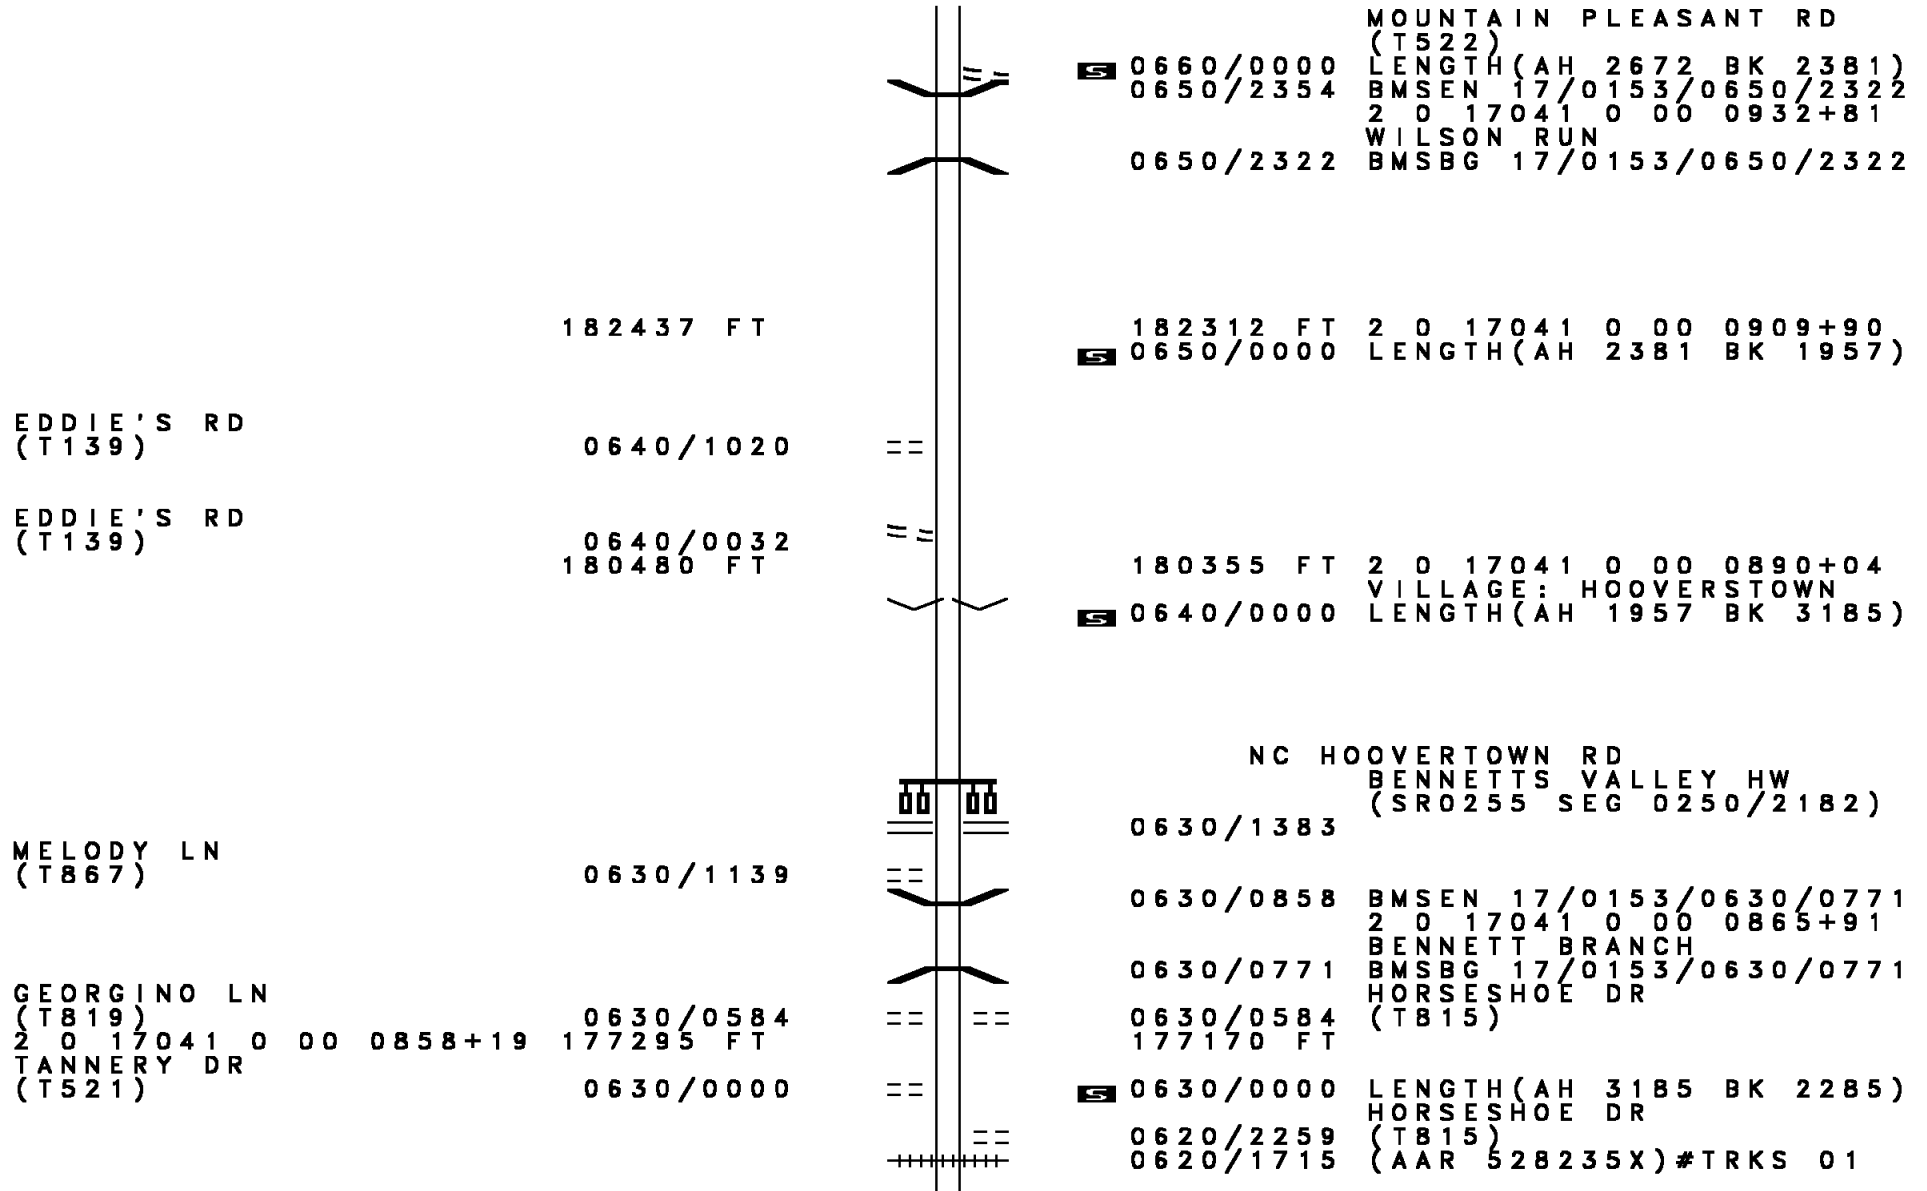 MOUNTAIN PLEASANT RD
(T522)
S 0660/0000 LENGTH(AH 2672 BK 2381)
0650/2354 BMSEN 17/0153/0650/2322
2 0 17041 0 00 0932+81
WILSON RUN
0650/2322 BMSBG 17/0153/0650/2322
182437 FT 182312 FT 2 0 17041 0 00 0909+90
S 0650/0000 LENGTH(AH 2381 BK 1957)
EDDIE'S RD
(T139) 0640/1020
EDDIE'S RD
(T139) 0640/0032
180480 FT 180355 FT 2 0 17041 0 00 0890+04
VILLAGE: HOOVERSTOWN
S 0640/0000 LENGTH(AH 1957 BK 3185)
NC HOOVERTOWN RD
BENNETTS VALLEY HW
(SR0255 SEG 0250/2182)
0630/1383
MELODY LN
(T867) 0630/1139
0630/0858 BMSEN 17/0153/0630/0771
2 0 17041 0 00 0865+91
BENNETT BRANCH
0630/0771 BMSBG 17/0153/0630/0771
GEORGINO LN HORSESHOE DR
(T819) 0630/0584 0630/0584 (T815)
2 0 17041 0 00 0858+19 177295 FT 177170 FT
TANNERY DR
(T521) 0630/0000 S 0630/0000 LENGTH(AH 3185 BK 2285)
HORSESHOE DR
0620/2259 (T815)
0620/1715 (AAR 528235X)#TRKS 01